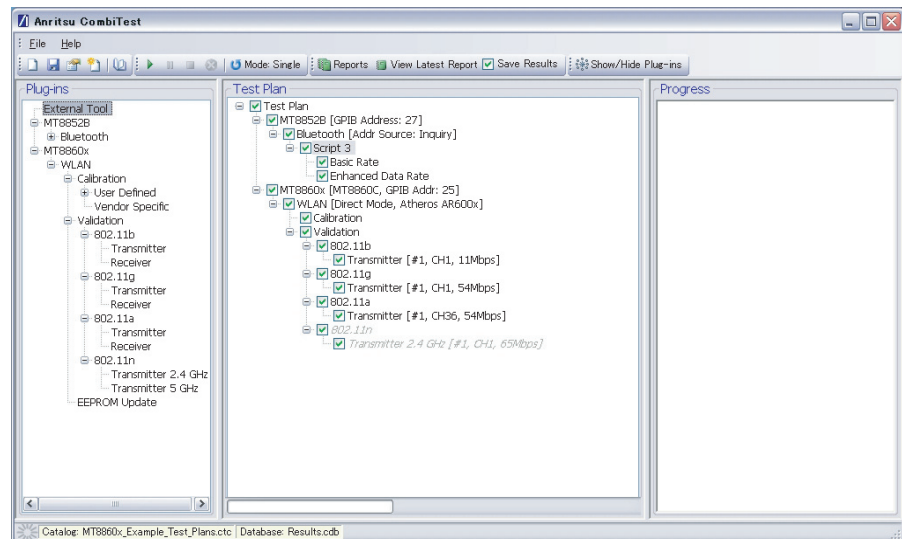 Anritsu CombiTest
File Help
Mode: Single Reports View Latest Report Save Results Show/Hide Plug-ins
Plug-ins
External Tool
MT8852B
Bluetooth
MT8860x
WLAN
Calibration
User Defined
Vendor Specific
Validation
802.11b
Transmitter
Receiver
802.11g
Transmitter
Receiver
802.11a
Transmitter
Receiver
802.11n
Transmitter 2.4 GHz
Transmitter 5 GHz
EEPROM Update
Test Plan
Test Plan
MT8852B [GPIB Address: 27]
Bluetooth [Addr Source: Inquiry]
Script 3
Basic Rate
Enhanced Data Rate
MT8860x [MT8860C, GPIB Addr: 25]
WLAN [Direct Mode, Atheros AR600x]
Calibration
Validation
802.11b
Transmitter [#1, CH1, 11Mbps]
802.11g
Transmitter [#1, CH1, 54Mbps]
802.11a
Transmitter [#1, CH36, 54Mbps]
802.11n
Transmitter 2.4 GHz [#1, CH1, 65Mbps]
Progress
Catalog: MT8860x_Example_Test_Plans.ctc Database: Results.cdb